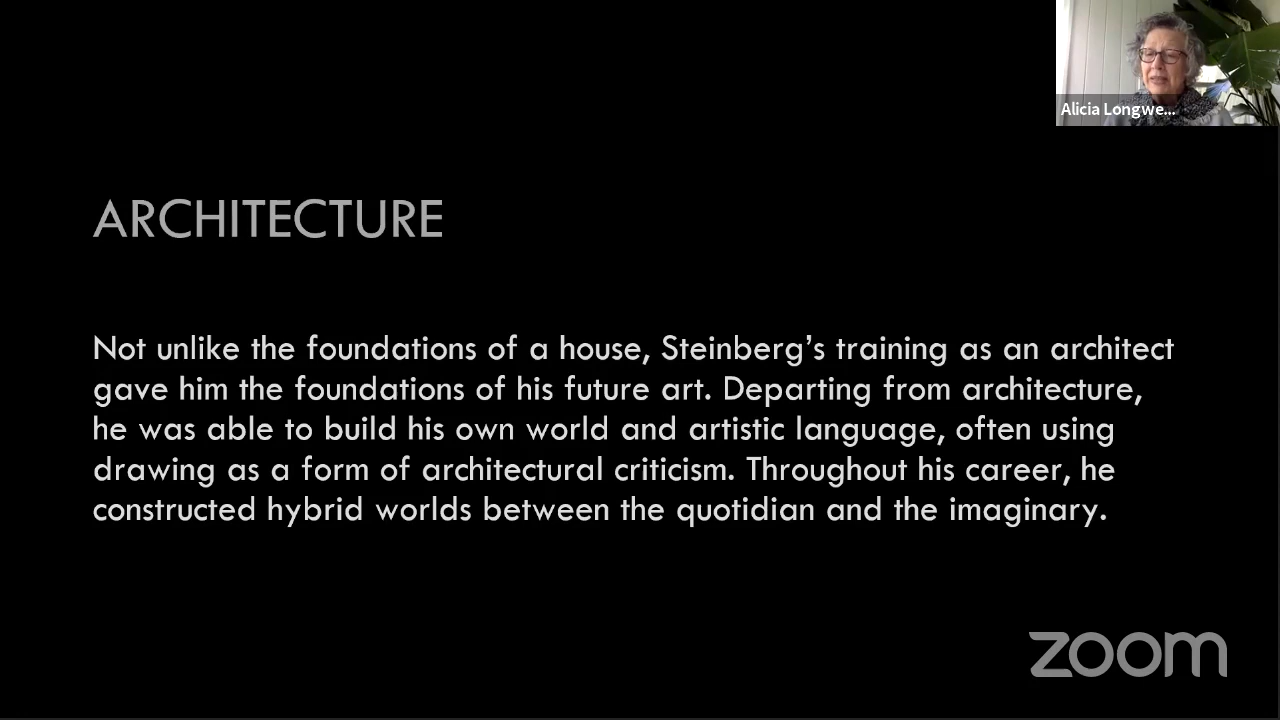 Alicia Longwe...
ARCHITECTURE
Not unlike the foundations of a house, Steinberg’s training as an architect
gave him the foundations of his future art. Departing from architecture,
he was able to build his own world and artistic language, often using
drawing as a form of architectural criticism. Throughout his career, he
constructed hybrid worlds between the quotidian and the imaginary.
zoom